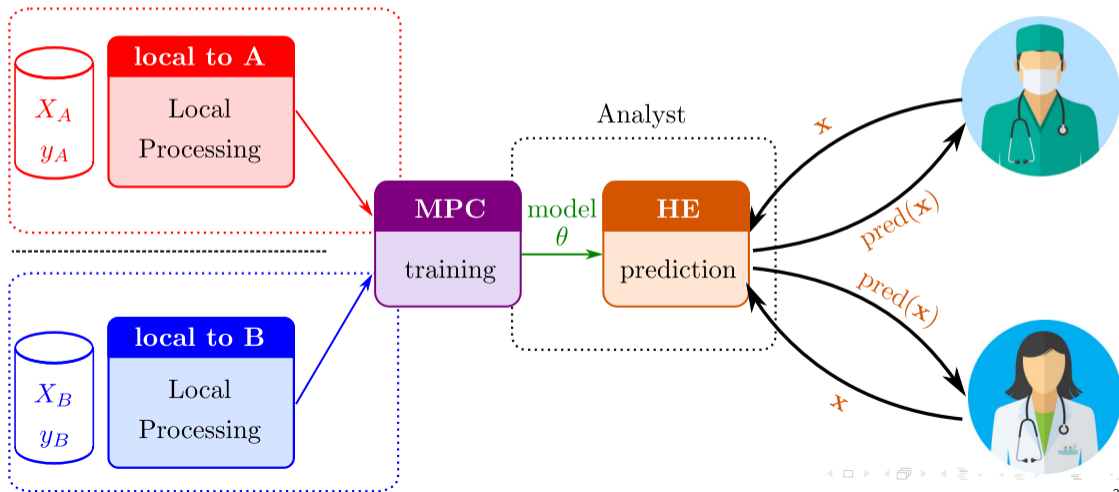 local to A
X_A
y_A
Local
Processing
Analyst
MPC
training
model
θ
HE
prediction
x
pred(x)
pred(x)
x
local to B
X_B
y_B
Local
Processing